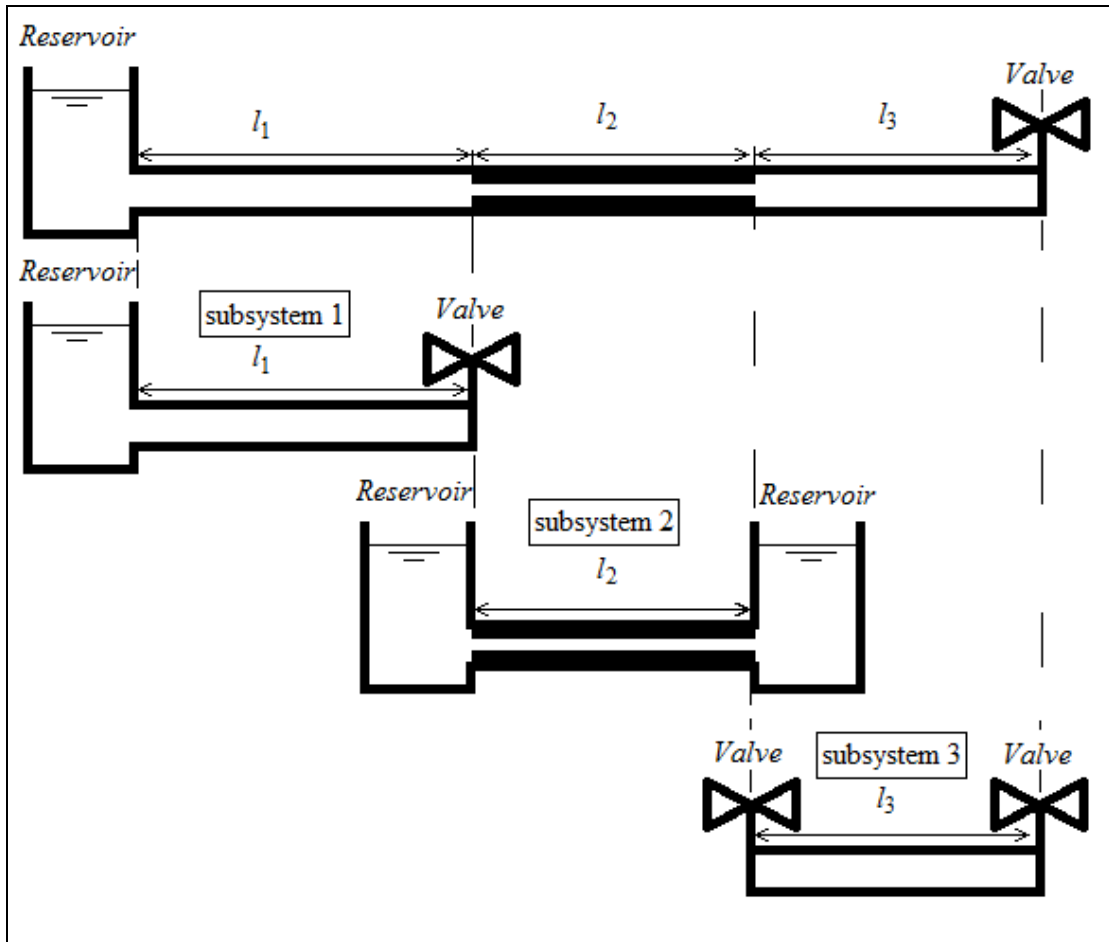 Reservoir
Valve
l1
l2
l3
Reservoir
subsystem 1
Valve
l1
Reservoir
subsystem 2
Reservoir
l2
Valve
subsystem 3
Valve
l3